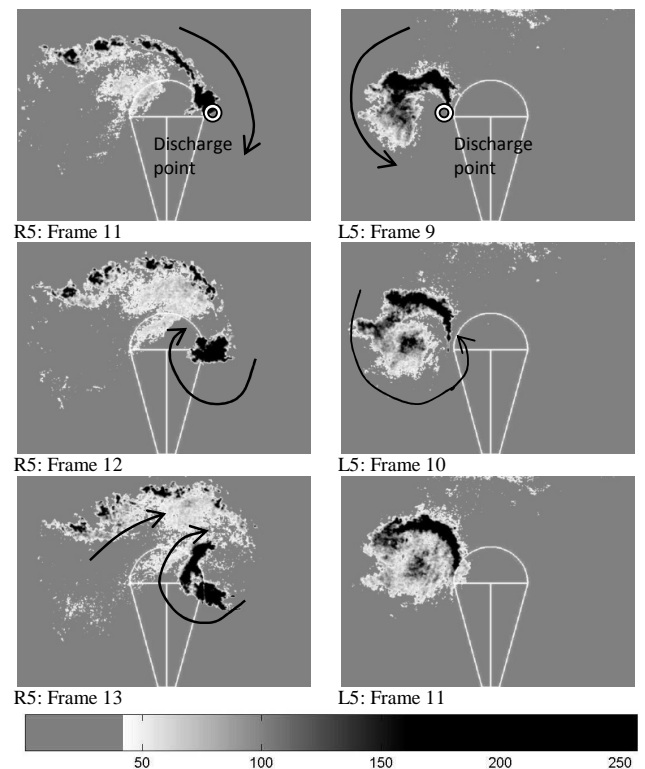 Discharge
point
Discharge
point
R5: Frame 11
L5: Frame 9
R5: Frame 12
L5: Frame 10
R5: Frame 13
L5: Frame 11
50
100
150
200
250